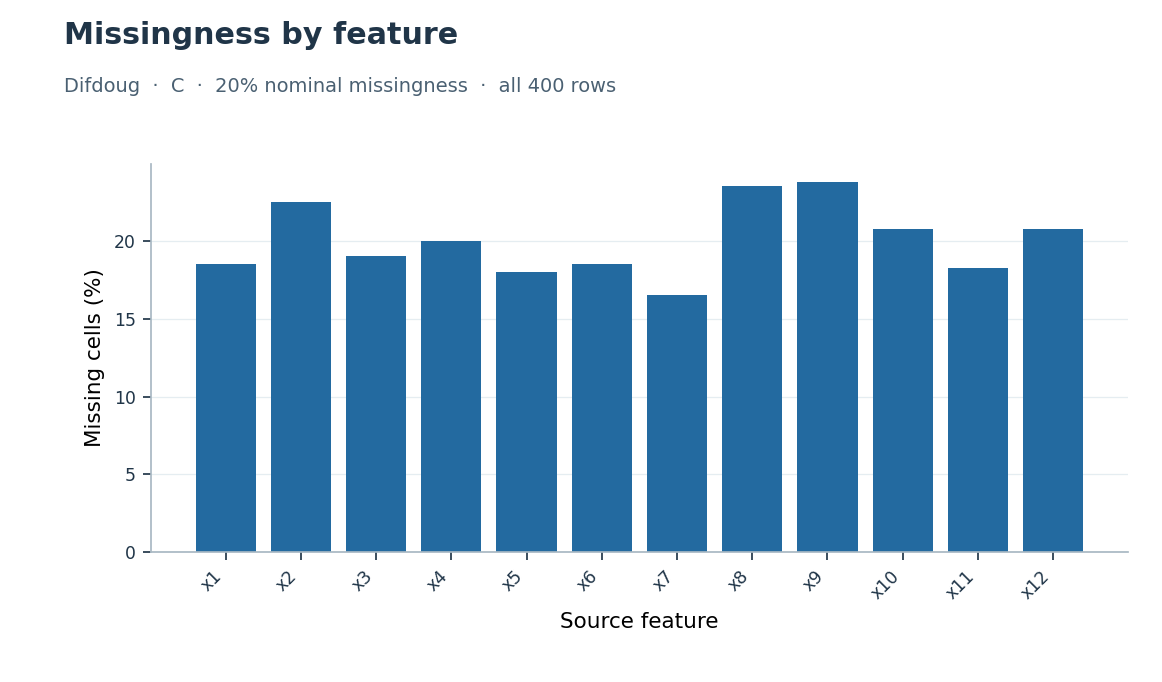 Missingness by feature
Difdoug · C · 20% nominal missingness · all 400 rows
Missing cells (%)
20
15
10
5
0
x1 x2 x3 x4 x5 x6 x7 x8 x9 x10 x11 x12
Source feature